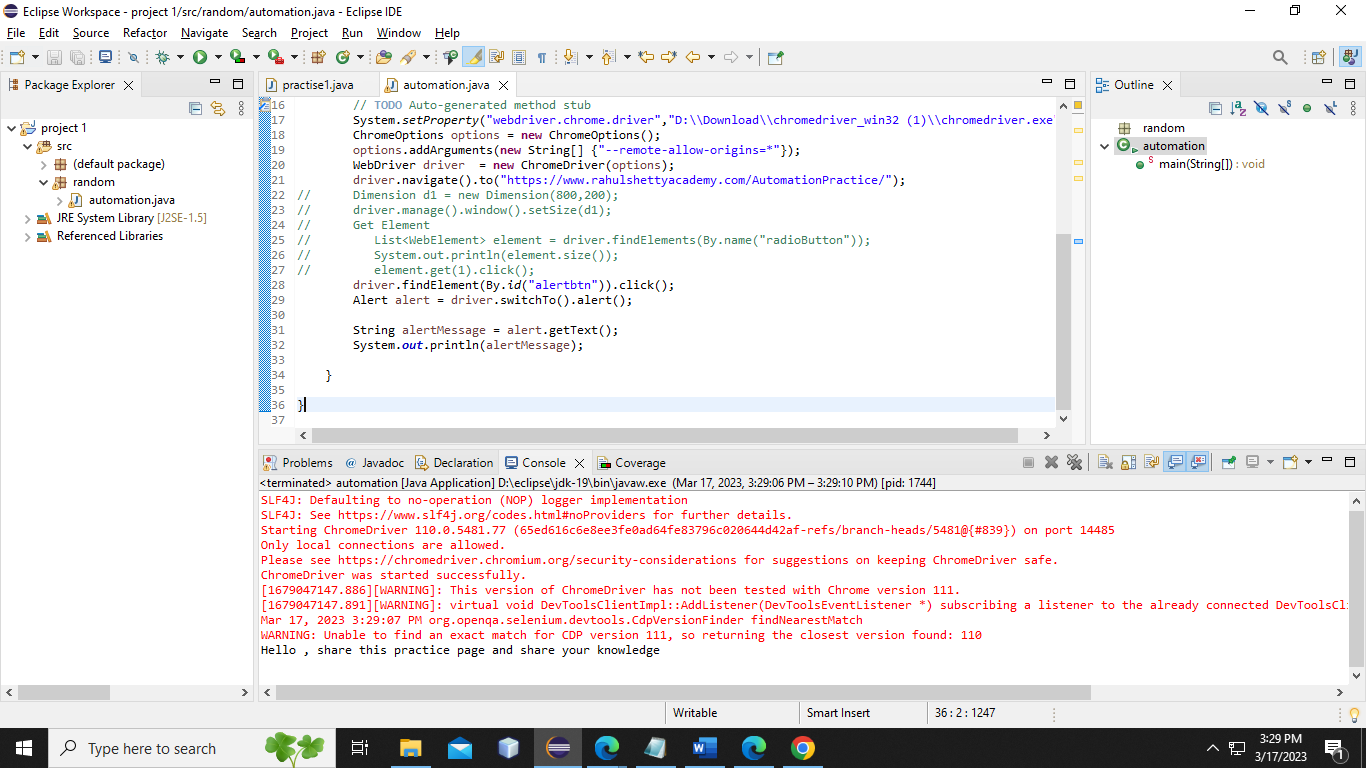 Eclipse Workspace - project 1/src/random/automation.java - Eclipse IDE
File Edit Source Refactor Navigate Search Project Run Window Help
Package Explorer
project 1
src
(default package)
random
automation.java
JRE System Library [J2SE-1.5]
Referenced Libraries
practise1.java automation.java
16 // TODO Auto-generated method stub
17 System.setProperty("webdriver.chrome.driver","D:\\Download\\chromedriver_win32 (1)\\chromedriver.exe"
18 ChromeOptions options = new ChromeOptions();
19 options.addArguments(new String[] {"--remote-allow-origins=*"});
20 WebDriver driver  = new ChromeDriver(options);
21 driver.navigate().to("https://www.rahulshettyacademy.com/AutomationPractice/");
22 // Dimension d1 = new Dimension(800,200);
23 // driver.manage().window().setSize(d1);
24 // Get Element
25 // List<WebElement> element = driver.findElements(By.name("radioButton"));
26 // System.out.println(element.size());
27 // element.get(1).click();
28 driver.findElement(By.id("alertbtn")).click();
29 Alert alert = driver.switchTo().alert();
30
31 String alertMessage = alert.getText();
32 System.out.println(alertMessage);
33
34 }
35
36 }
37
Outline
random
automation
main(String[]) : void
Problems @ Javadoc Declaration Console Coverage
<terminated> automation [Java Application] D:\eclipse\jdk-19\bin\javaw.exe (Mar 17, 2023, 3:29:06 PM – 3:29:10 PM) [pid: 1744]
SLF4J: Defaulting to no-operation (NOP) logger implementation
SLF4J: See https://www.slf4j.org/codes.html#noProviders for further details.
Starting ChromeDriver 110.0.5481.77 (65ed616c6e8ee3fe0ad64fe83796c020644d42af-refs/branch-heads/5481@{#839}) on port 14485
Only local connections are allowed.
Please see https://chromedriver.chromium.org/security-considerations for suggestions on keeping ChromeDriver safe.
ChromeDriver was started successfully.
[1679047147.886][WARNING]: This version of ChromeDriver has not been tested with Chrome version 111.
[1679047147.891][WARNING]: virtual void DevToolsClientImpl::AddListener(DevToolsEventListener *) subscribing a listener to the already connected DevToolsCl
Mar 17, 2023 3:29:07 PM org.openqa.selenium.devtools.CdpVersionFinder findNearestMatch
WARNING: Unable to find an exact match for CDP version 111, so returning the closest version found: 110
Hello , share this practice page and share your knowledge
Writable Smart Insert 36 : 2 : 1247
Type here to search
3:29 PM
3/17/2023
1